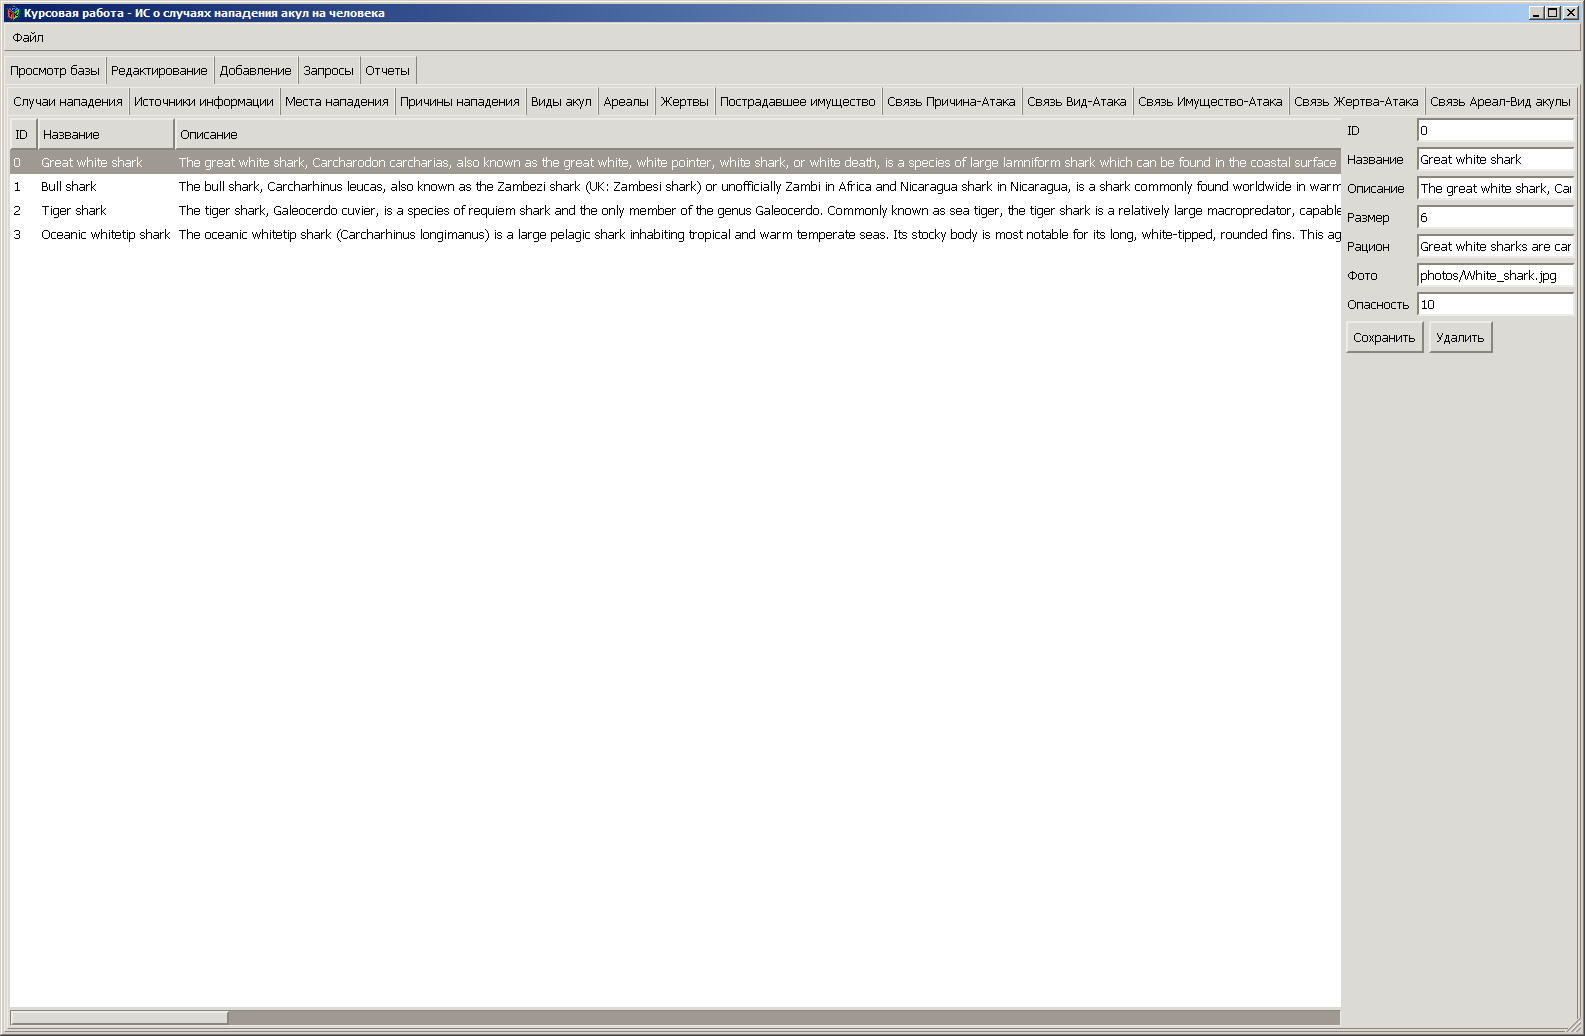 Курсовая работа - ИС о случаях нападения акул на человека
Файл
Просмотр базы Редактирование Добавление Запросы Отчеты
Случаи нападения Источники информации Места нападения Причины нападения Виды акул Ареалы Жертвы Пострадавшее имущество Связь Причина-Атака Связь Вид-Атака Связь Имущество-Атака Связь Жертва-Атака Связь Ареал-Вид акулы
ID Название Описание
0 Great white shark The great white shark, Carcharodon carcharias, also known as the great white, white pointer, white shark, or white death, is a species of large lamniform shark which can be found in the coastal surface
1 Bull shark The bull shark, Carcharhinus leucas, also known as the Zambezi shark (UK: Zambesi shark) or unofficially Zambi in Africa and Nicaragua shark in Nicaragua, is a shark commonly found worldwide in warm
2 Tiger shark The tiger shark, Galeocerdo cuvier, is a species of requiem shark and the only member of the genus Galeocerdo. Commonly known as sea tiger, the tiger shark is a relatively large macropredator, capable
3 Oceanic whitetip shark The oceanic whitetip shark (Carcharhinus longimanus) is a large pelagic shark inhabiting tropical and warm temperate seas. Its stocky body is most notable for its long, white-tipped, rounded fins. This ag
ID 0
Название Great white shark
Описание The great white shark, Ca
Размер 6
Рацион Great white sharks are car
Фото photos/White_shark.jpg
Опасность 10
Сохранить Удалить